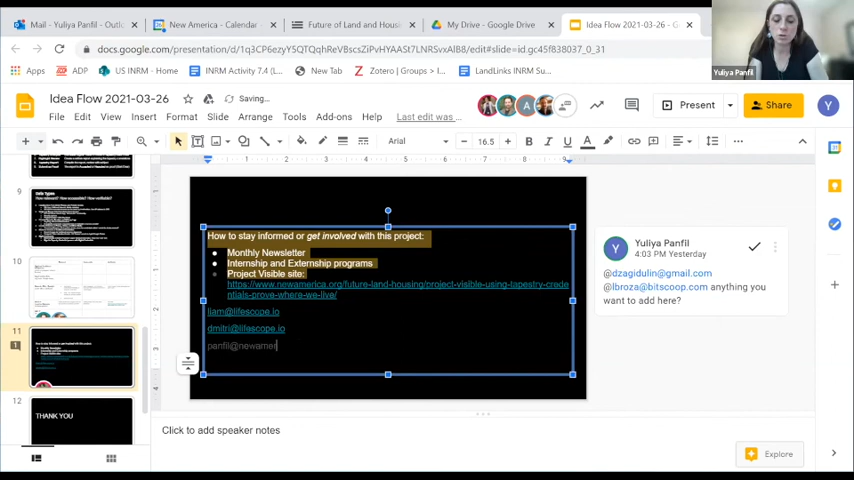 Mail - Yuliya Panfil - Outl
New America - Calendar
Future of Land and Hous
My Drive - Google Drive
Idea Flow 2021-03-26 - G
docs.google.com/presentation/d/1q3CP6ezyY5QTQqhReVBscsZiPvHYAASt7LNRSvxAlB8/edit#slide=id.gc45f838037_0_31
Apps
ADP
US INRM - Home
INRM Activity 7.4 (
New Tab
Zotero | Groups > I
LandLinks INRM Su
Yuliya Panfil
Idea Flow 2021-03-26
Saving...
File Edit View Insert Format Slide Arrange Tools Add-ons Help
Last edit was
Present
Share
Y
A
Arial
16.5
B I U A
9
10
11
1
12
Data Types
How to stay informed or get involved with this project:
Monthly Newsletter
Internship and Externship programs
Project Visible site:
https://www.newamerica.org/future-land-housing/project-visible-using-tapestry-crede
ntials-prove-where-we-live/
liam@lifescope.io
dmitri@lifescope.io
panfil@newamer
THANK YOU
Yuliya Panfil
4:03 PM Yesterday
@dzagidulin@gmail.com
@lbroza@bitscoop.com anything you
want to add here?
Click to add speaker notes
Explore